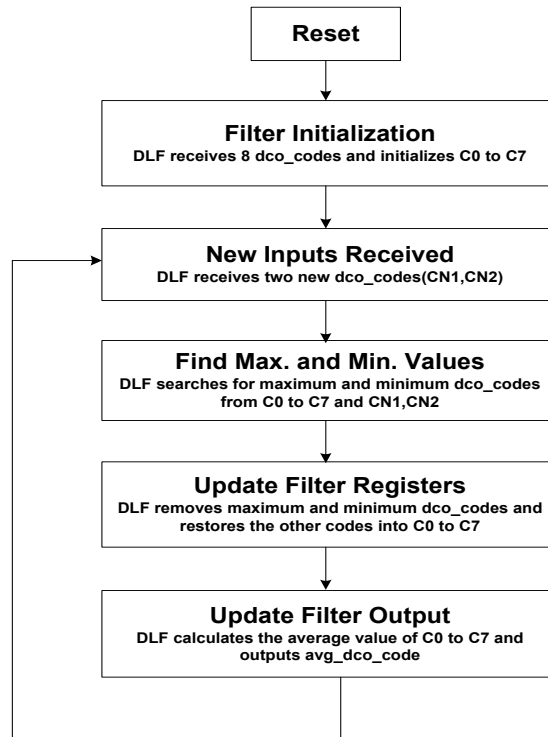 Reset
Filter Initialization
DLF receives 8 dco_codes and initializes C0 to C7
New Inputs Received
DLF receives two new dco_codes(CN1,CN2)
Find Max. and Min. Values
DLF searches for maximum and minimum dco_codes
from C0 to C7 and CN1,CN2
Update Filter Registers
DLF removes maximum and minimum dco_codes and
restores the other codes into C0 to C7
Update Filter Output
DLF calculates the average value of C0 to C7 and
outputs avg_dco_code